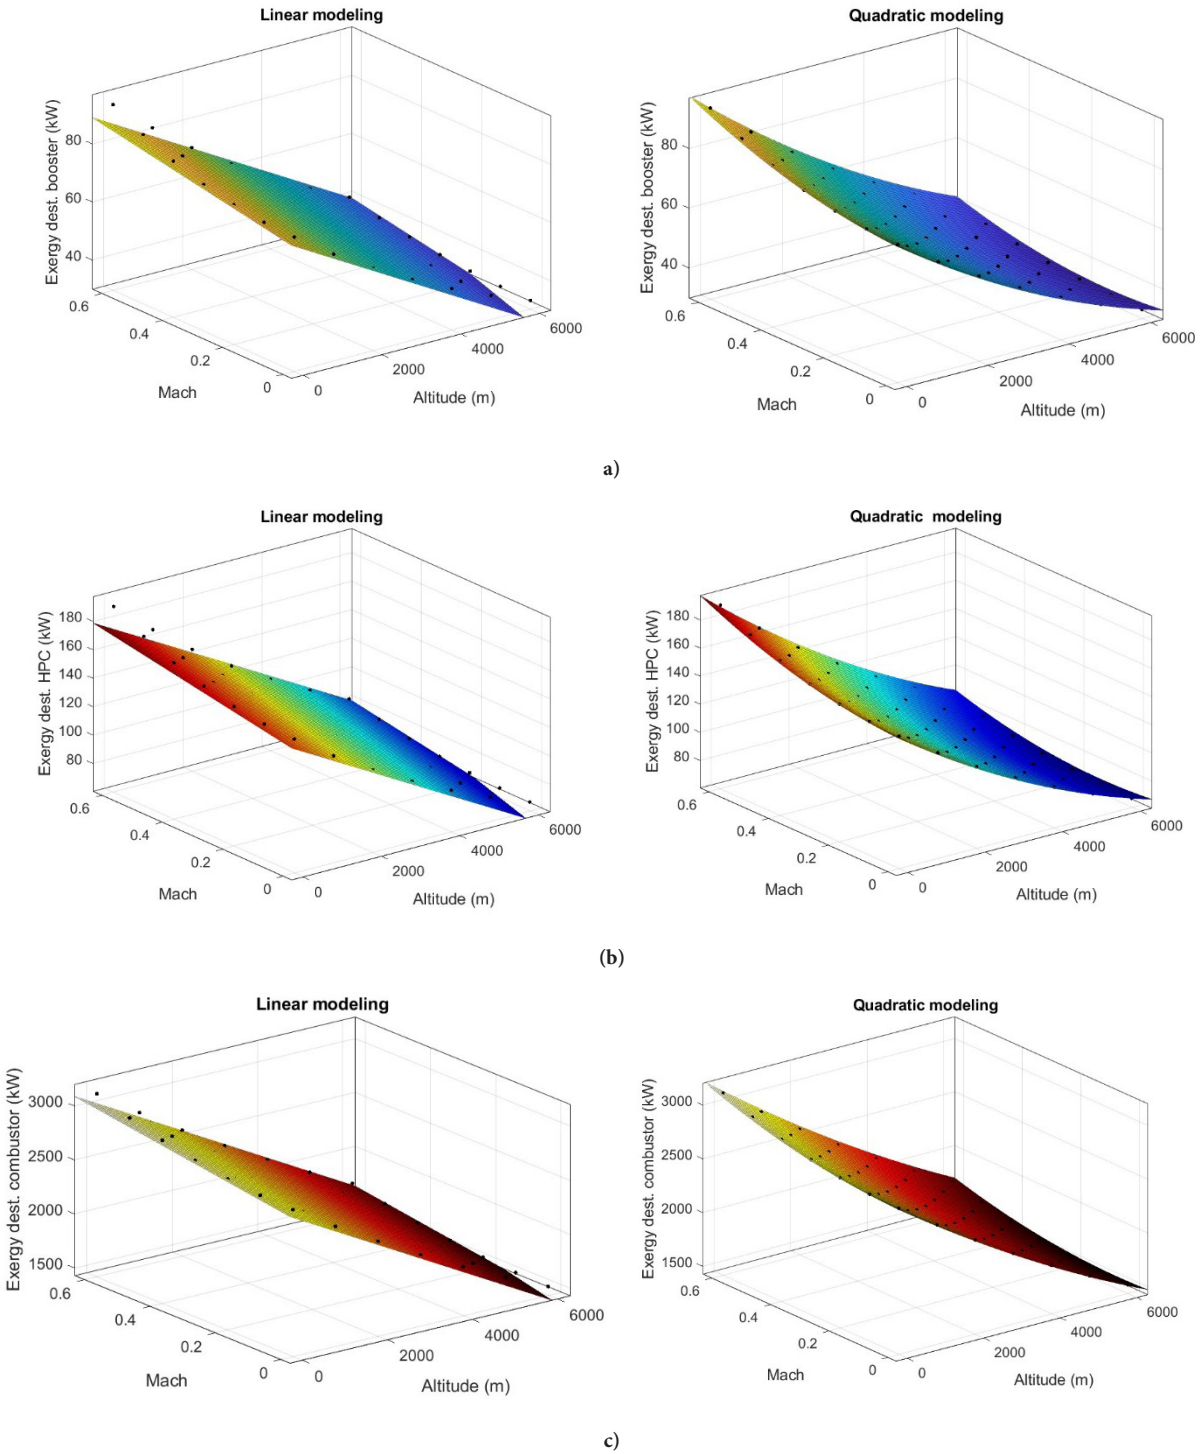 Linear modeling
Quadratic modeling
Exergy dest. booster (kW)
80
60
40
0.6
0.4
0.2
0
Mach
0
2000
4000
6000
Altitude (m)
Exergy dest. booster (kW)
80
60
40
0.6
0.4
0.2
0
Mach
0
2000
4000
6000
Altitude (m)
a)
Linear modeling
Quadratic modeling
Exergy dest. HPC (kW)
180
160
140
120
100
80
0.6
0.4
0.2
0
Mach
0
2000
4000
6000
Altitude (m)
Exergy dest. HPC (kW)
180
160
140
120
100
80
0.6
0.4
0.2
0
Mach
0
2000
4000
6000
Altitude (m)
(b)
Linear modeling
Quadratic modeling
Exergy dest. combustor (kW)
3000
2500
2000
1500
0.6
0.4
0.2
0
Mach
0
2000
4000
6000
Altitude (m)
Exergy dest. combustor (kW)
3000
2500
2000
1500
0.6
0.4
0.2
0
Mach
0
2000
4000
6000
Altitude (m)
c)